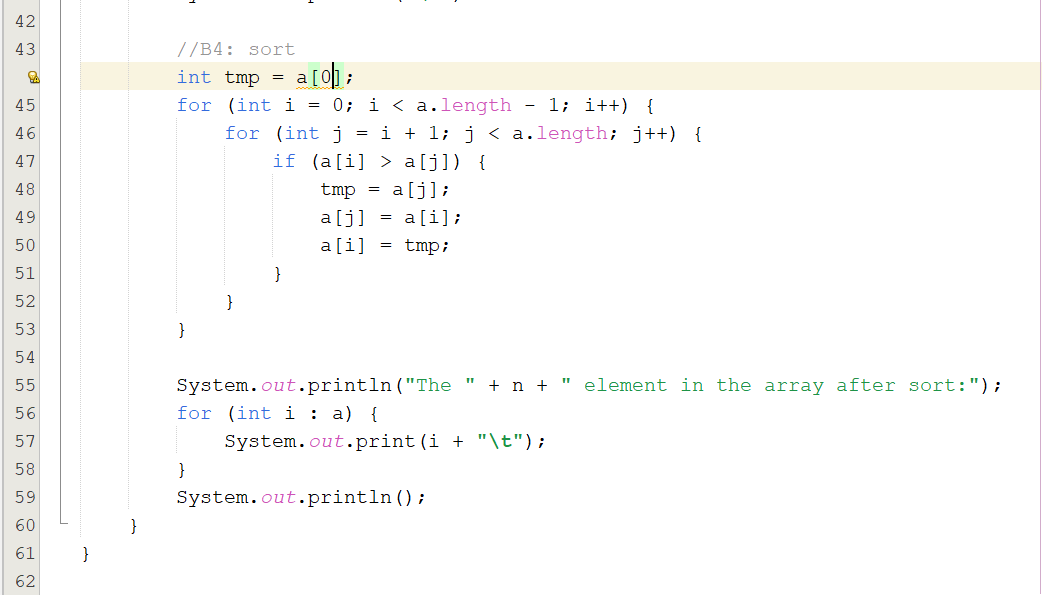 42
43 //B4: sort
int tmp = a[0];
45 for (int i = 0; i < a.length - 1; i++) {
46 for (int j = i + 1; j < a.length; j++) {
47 if (a[i] > a[j]) {
48 tmp = a[j];
49 a[j] = a[i];
50 a[i] = tmp;
51 }
52 }
53 }
54
55 System.out.println("The " + n + " element in the array after sort:");
56 for (int i : a) {
57 System.out.print(i + "\t");
58 }
59 System.out.println();
60 }
61 }
62